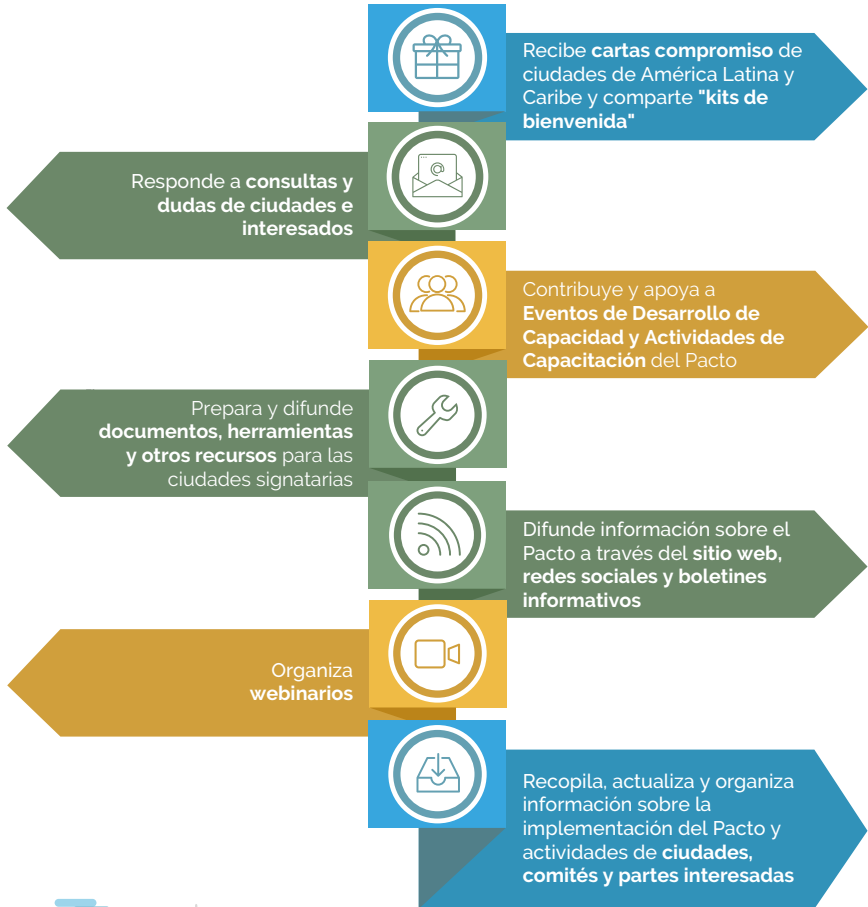 Recibe cartas compromiso de
ciudades de América Latina y
Caribe y comparte "kits de
bienvenida"
Responde a consultas y
dudas de ciudades e
interesados
Contribuye y apoya a
Eventos de Desarrollo de
Capacidad y Actividades de
Capacitación del Pacto
Prepara y difunde
documentos, herramientas
y otros recursos para las
ciudades signatarias
Difunde información sobre el
Pacto a través del sitio web,
redes sociales y boletines
informativos
Organiza
webinarios
Recopila, actualiza y organiza
información sobre la
implementación del Pacto y
actividades de ciudades,
comités y partes interesadas